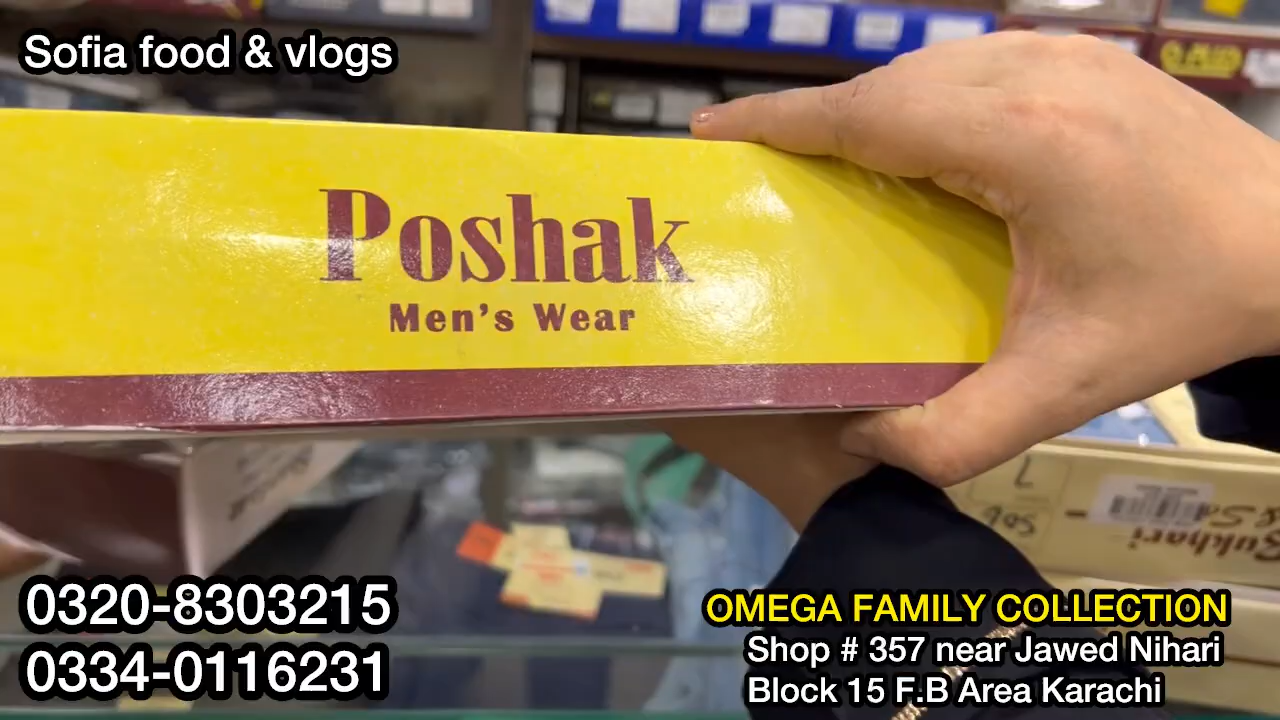 Sofia food & vlogs
Poshak
Men's Wear
0320-8303215
0334-0116231
OMEGA FAMILY COLLECTION
Shop # 357 near Jawed Nihari
Block 15 F.B Area Karachi
Bukhari